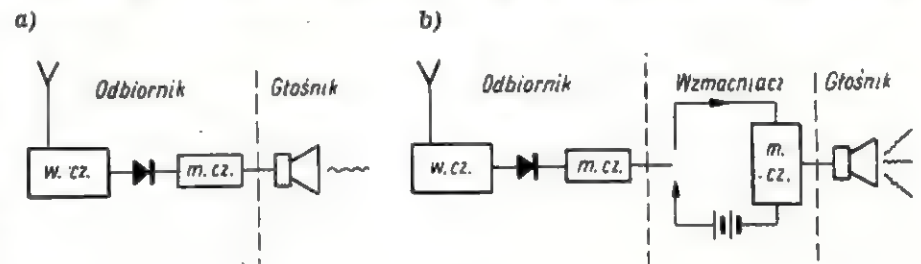 a)
Odbiornik
Głośnik
w. cz.
m. cz.
b)
Odbiornik
Wzmacniacz
Głośnik
w. cz.
m. cz.
m.
cz.